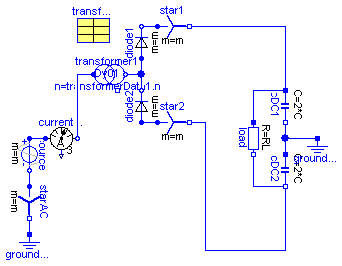 transf...
star1
m=m
diode1
m=m
transformer1
Dy01
n=transformerData1.n
C=2*C
cDC1
current
diode2
m=m
star2
m=m
R=RL
load
ground...
C=2*C
cDC2
source
m=m
starAC
m=m
ground...